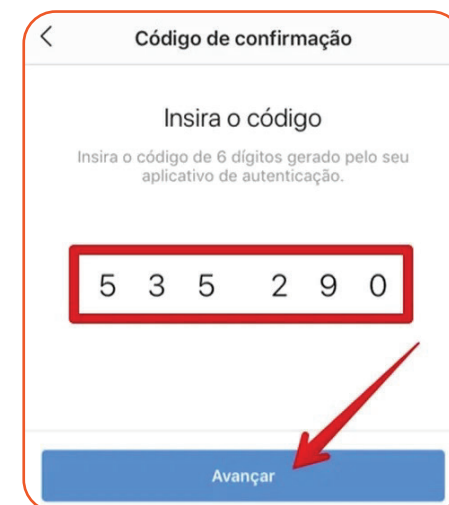 Código de confirmação
Insira o código
Insira o código de 6 dígitos gerado pelo seu
aplicativo de autenticação.
5 3 5 2 9 0
Avançar